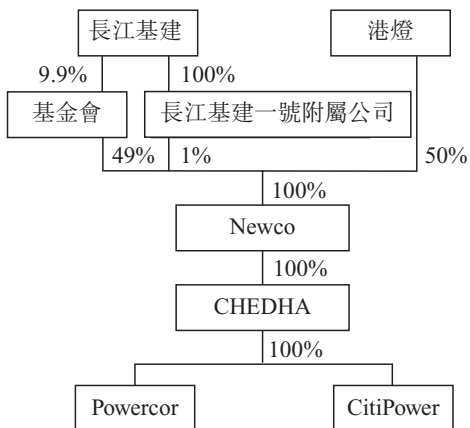 長江基建
港燈
9.9%
100%
基金會
長江基建一號附屬公司
49%
1%
50%
100%
Newco
100%
CHEDHA
100%
Powercor
CitiPower